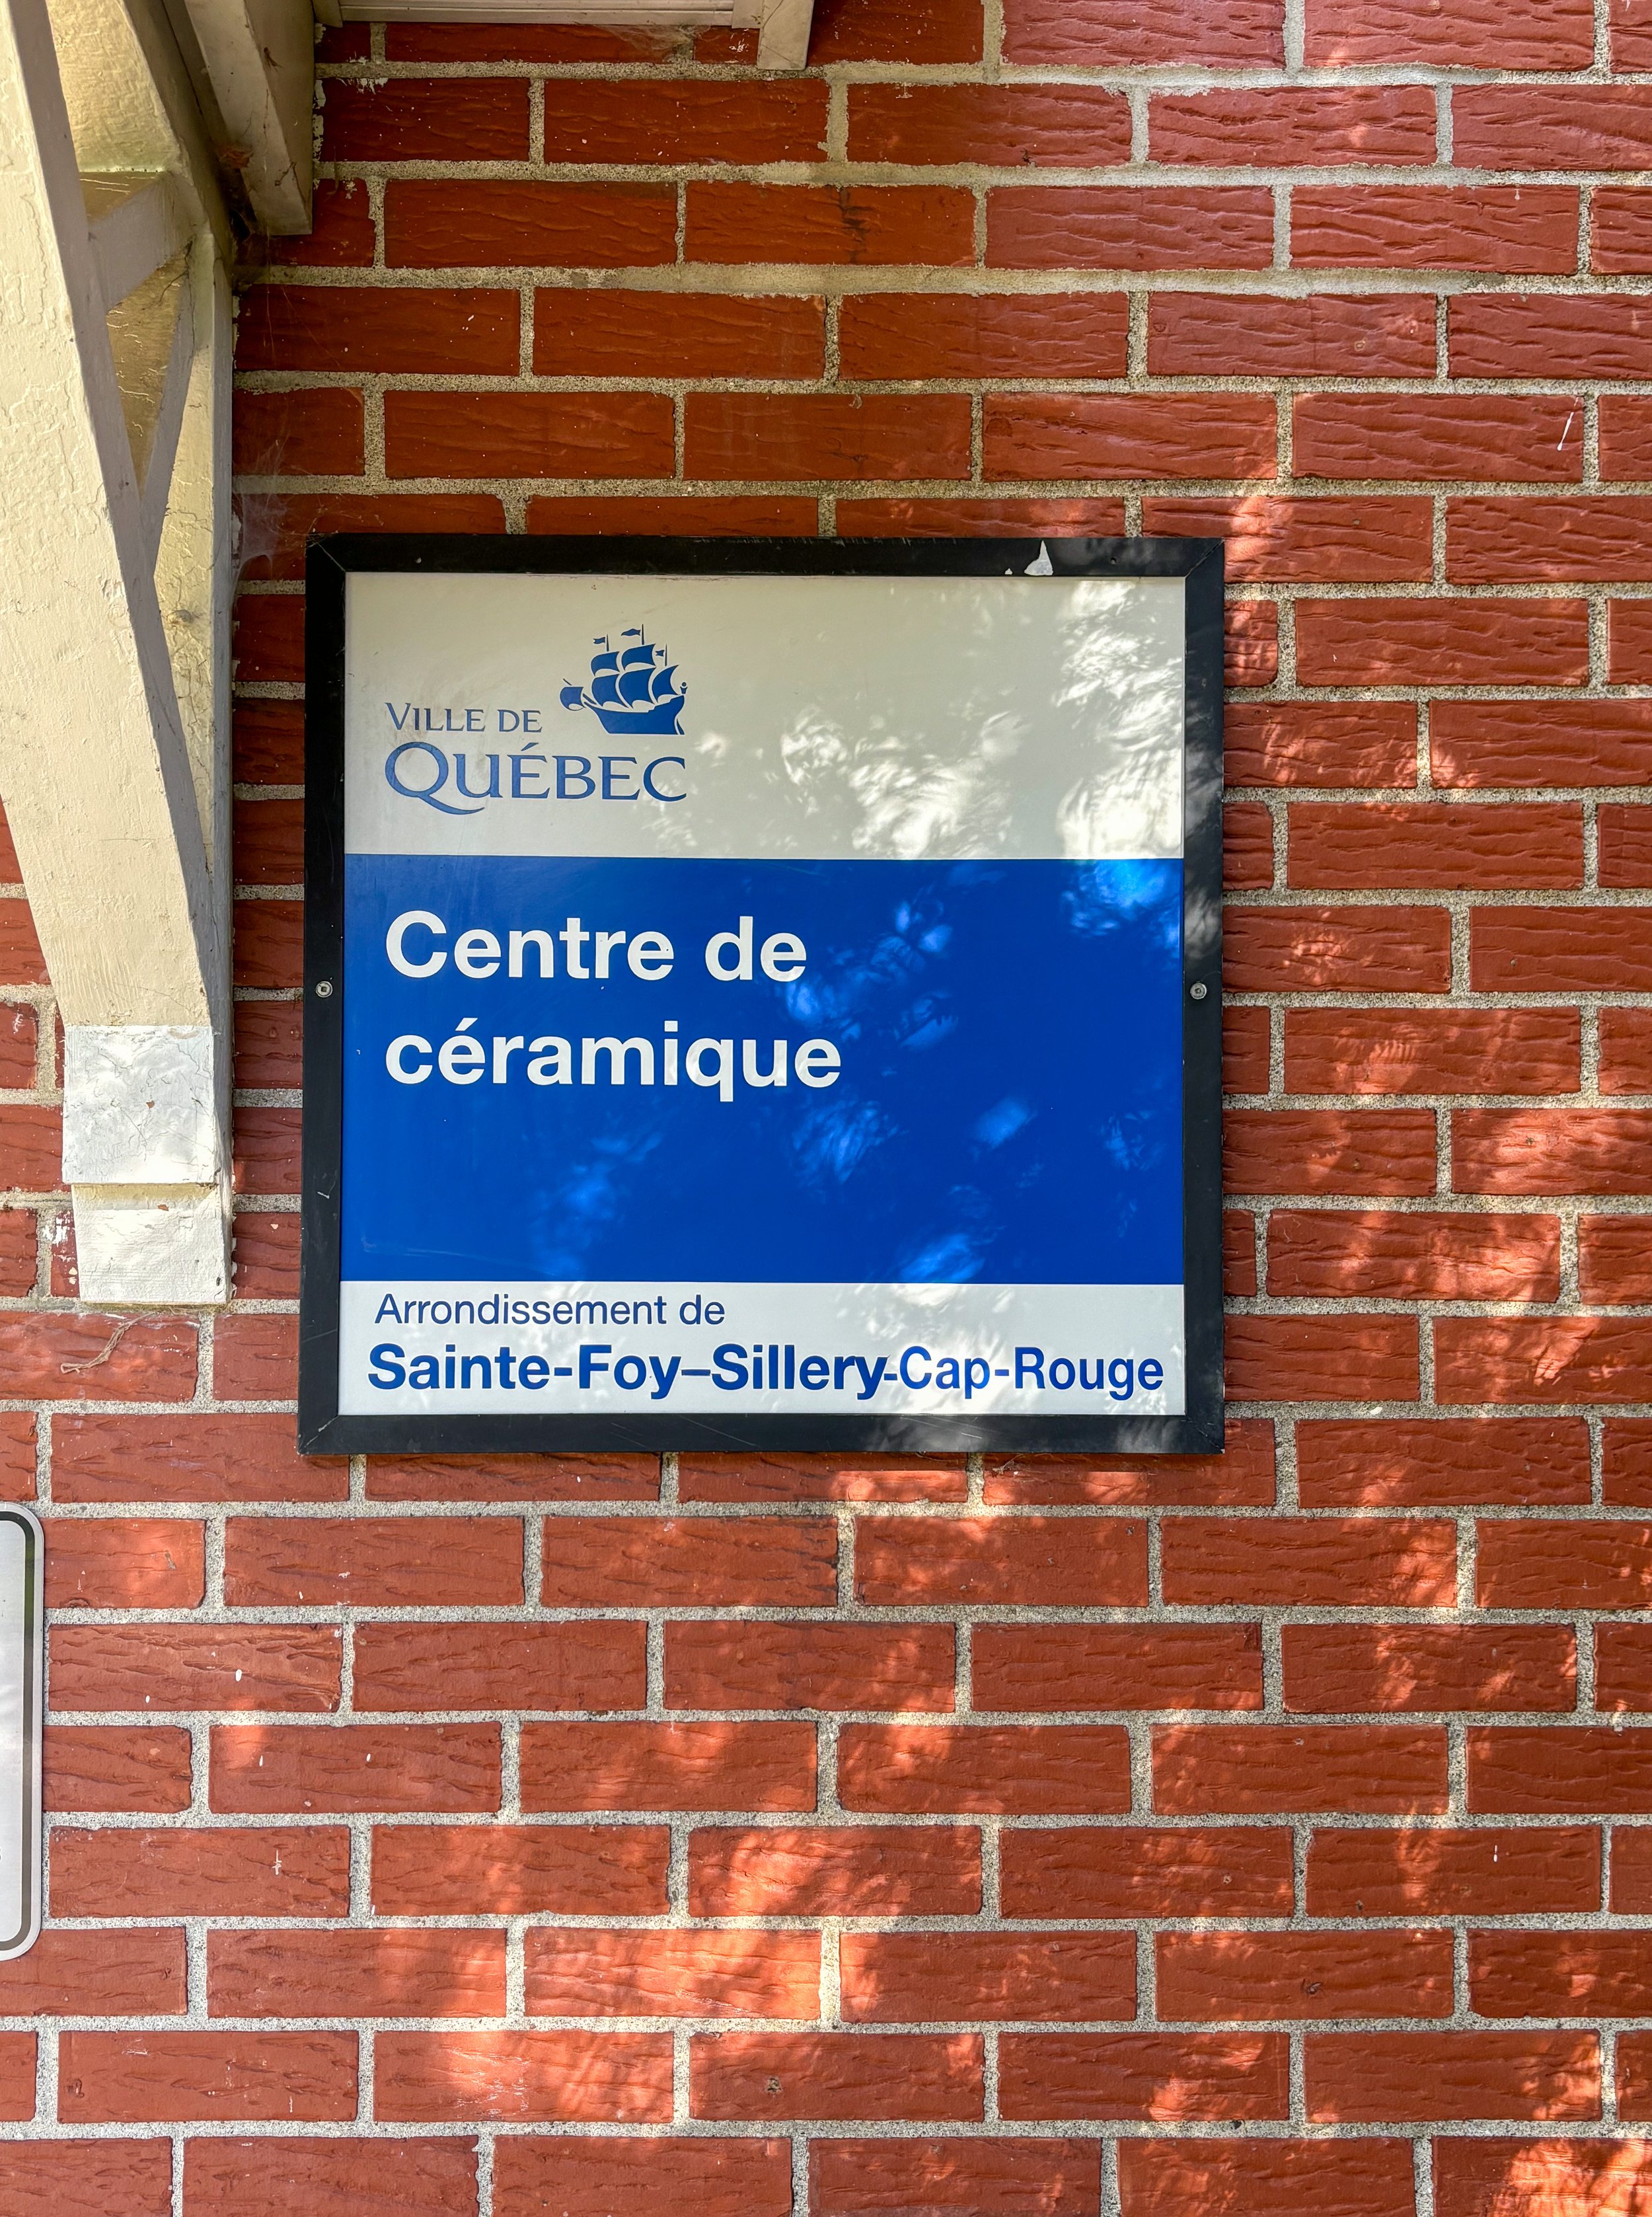 VILLE DE
QUÉBEC
Centre de
céramique
Arrondissement de
Sainte-Foy–Sillery-Cap-Rouge